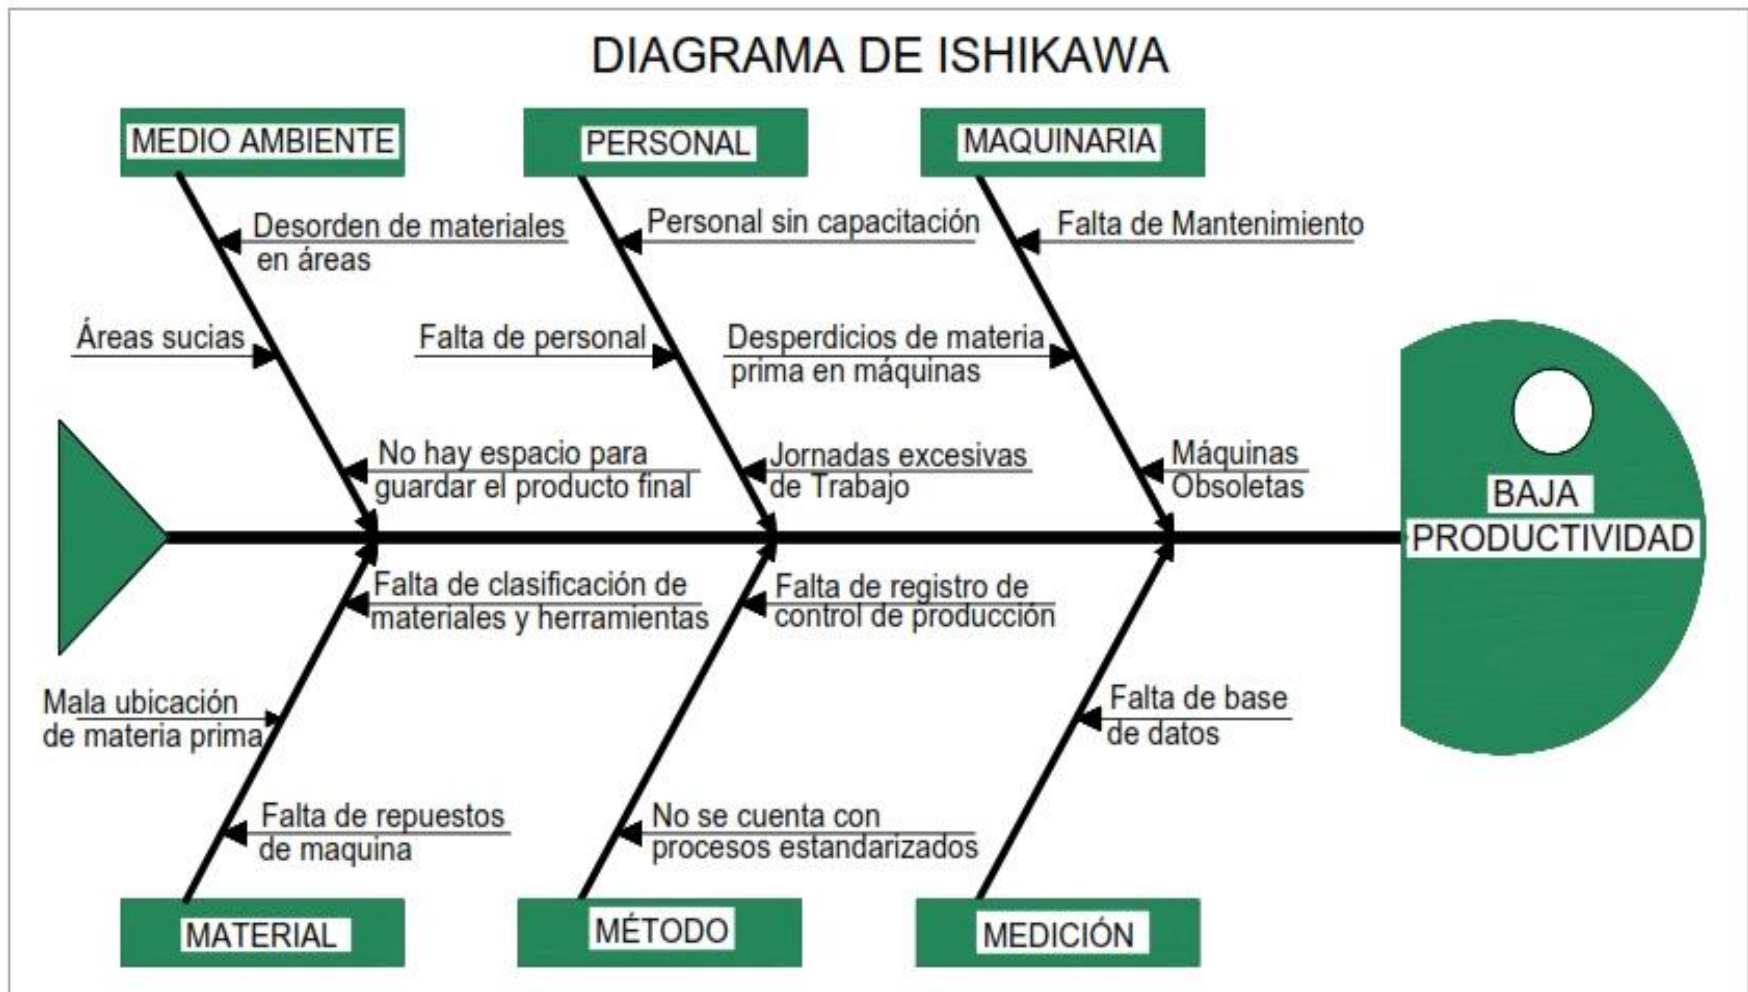 DIAGRAMA DE ISHIKAWA
MEDIO AMBIENTE
PERSONAL
MAQUINARIA
Desorden de materiales
en áreas
Personal sin capacitación
Falta de Mantenimiento
Áreas sucias
Falta de personal
Desperdicios de materia
prima en máquinas
No hay espacio para
guardar el producto final
Jornadas excesivas
de Trabajo
Máquinas
Obsoletas
BAJA
PRODUCTIVIDAD
Falta de clasificación de
materiales y herramientas
Falta de registro de
control de producción
Mala ubicación
de materia prima
Falta de base
de datos
Falta de repuestos
de maquina
No se cuenta con
procesos estandarizados
MATERIAL
MÉTODO
MEDICIÓN